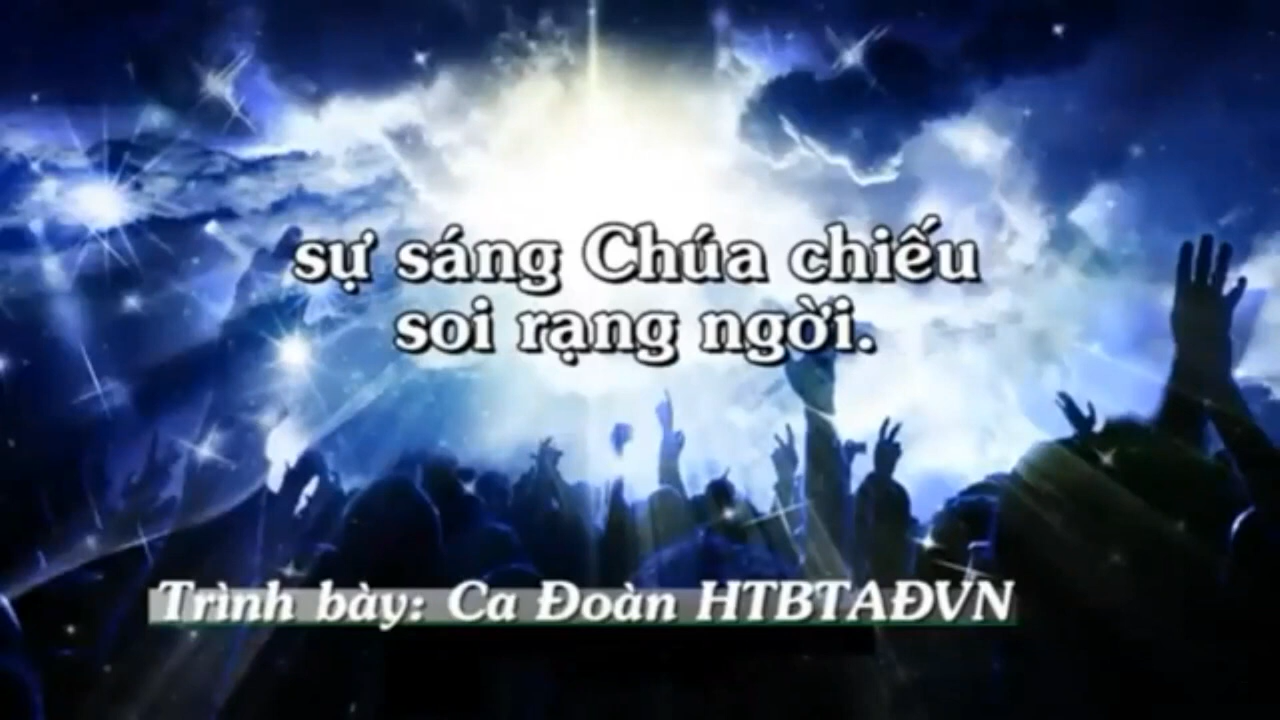 sự sáng Chúa chiếu
soi rạng ngời.
Trình bày: Ca Đoàn HTBTAĐVN